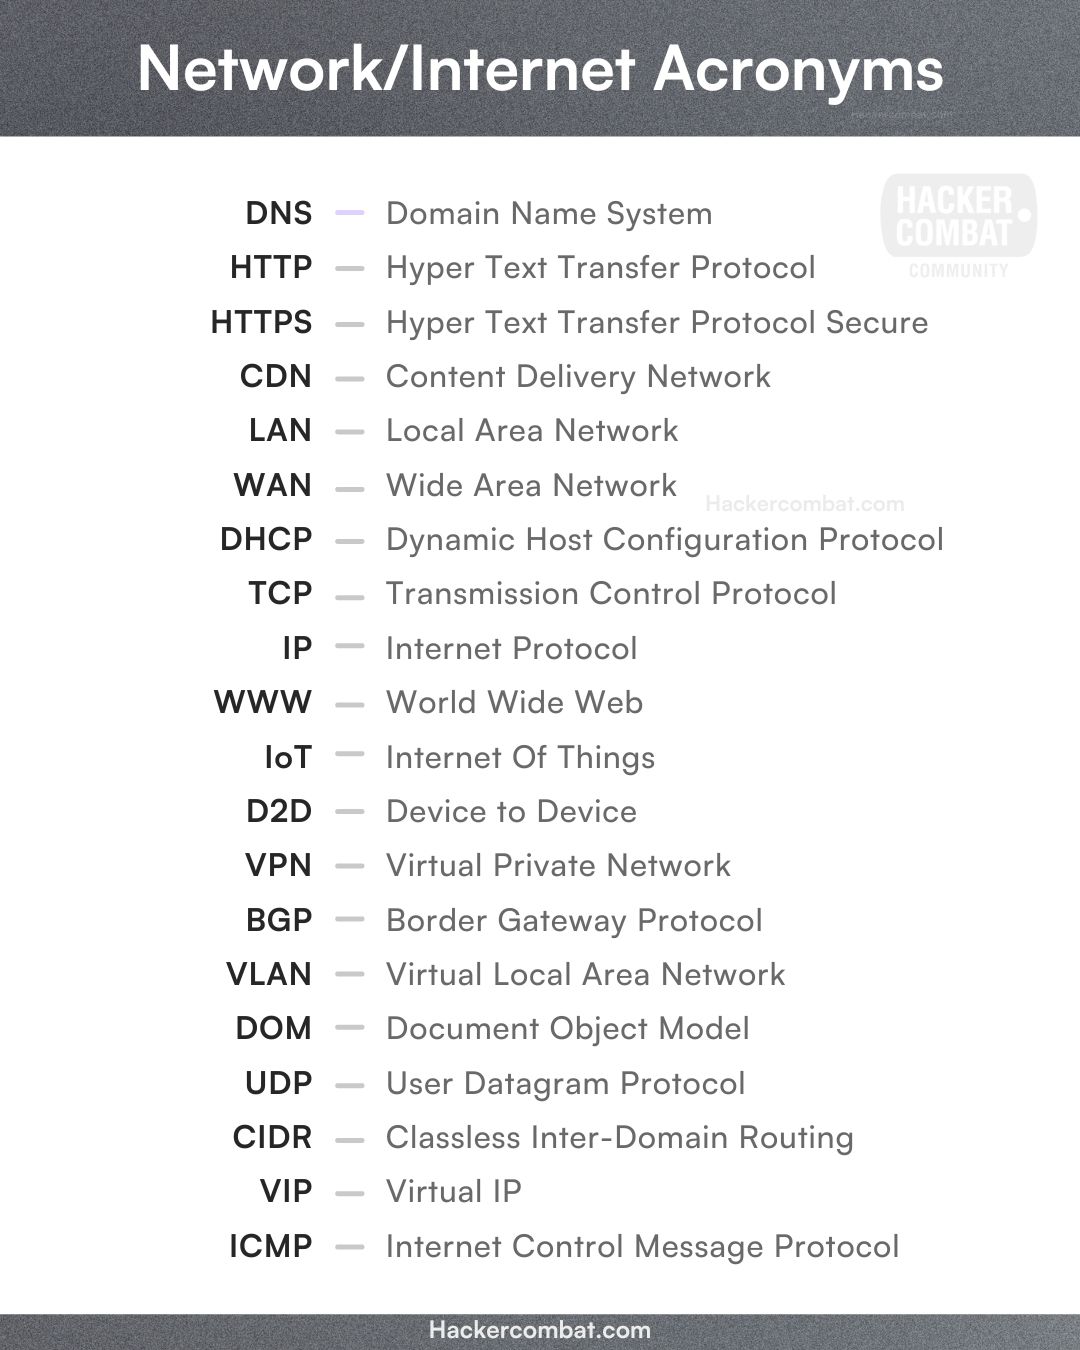 Network/Internet Acronyms
Hackercombat.com
HACKER
COMBAT
COMMUNITY
DNS — Domain Name System
HTTP — Hyper Text Transfer Protocol
HTTPS — Hyper Text Transfer Protocol Secure
CDN — Content Delivery Network
LAN — Local Area Network
WAN — Wide Area Network
Hackercombat.com
DHCP — Dynamic Host Configuration Protocol
TCP — Transmission Control Protocol
IP — Internet Protocol
WWW — World Wide Web
IoT — Internet Of Things
D2D — Device to Device
VPN — Virtual Private Network
BGP — Border Gateway Protocol
VLAN — Virtual Local Area Network
DOM — Document Object Model
UDP — User Datagram Protocol
CIDR — Classless Inter-Domain Routing
VIP — Virtual IP
ICMP — Internet Control Message Protocol
Hackercombat.com